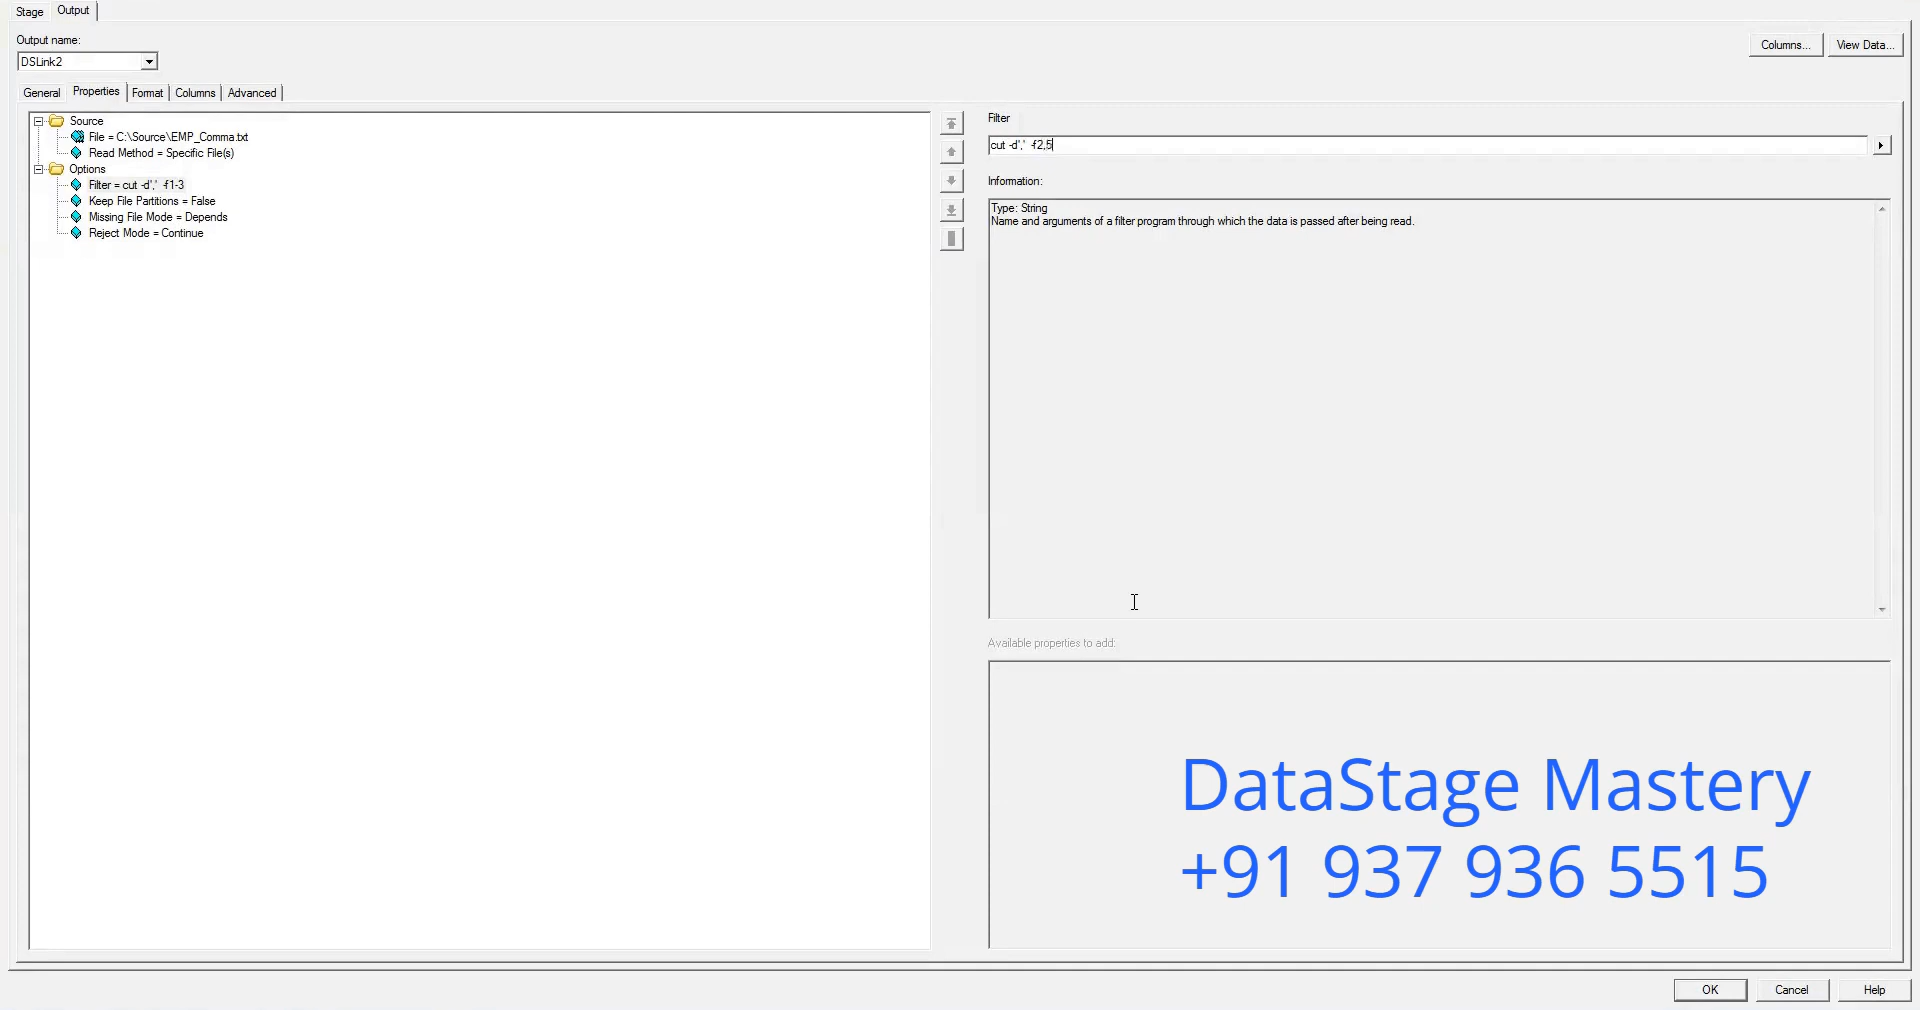 Stage Output
Output name:
DSLink2
Columns... View Data...
General Properties Format Columns Advanced
Source
File = C:\Source\EMP_Comma.txt
Read Method = Specific File(s)
Options
Filter = cut -d',' -f1-3
Keep File Partitions = False
Missing File Mode = Depends
Reject Mode = Continue
Filter
cut -d',' -f2,5
Information:
Type: String
Name and arguments of a filter program through which the data is passed after being read.
Available properties to add:
DataStage Mastery
+91 937 936 5515
OK Cancel Help